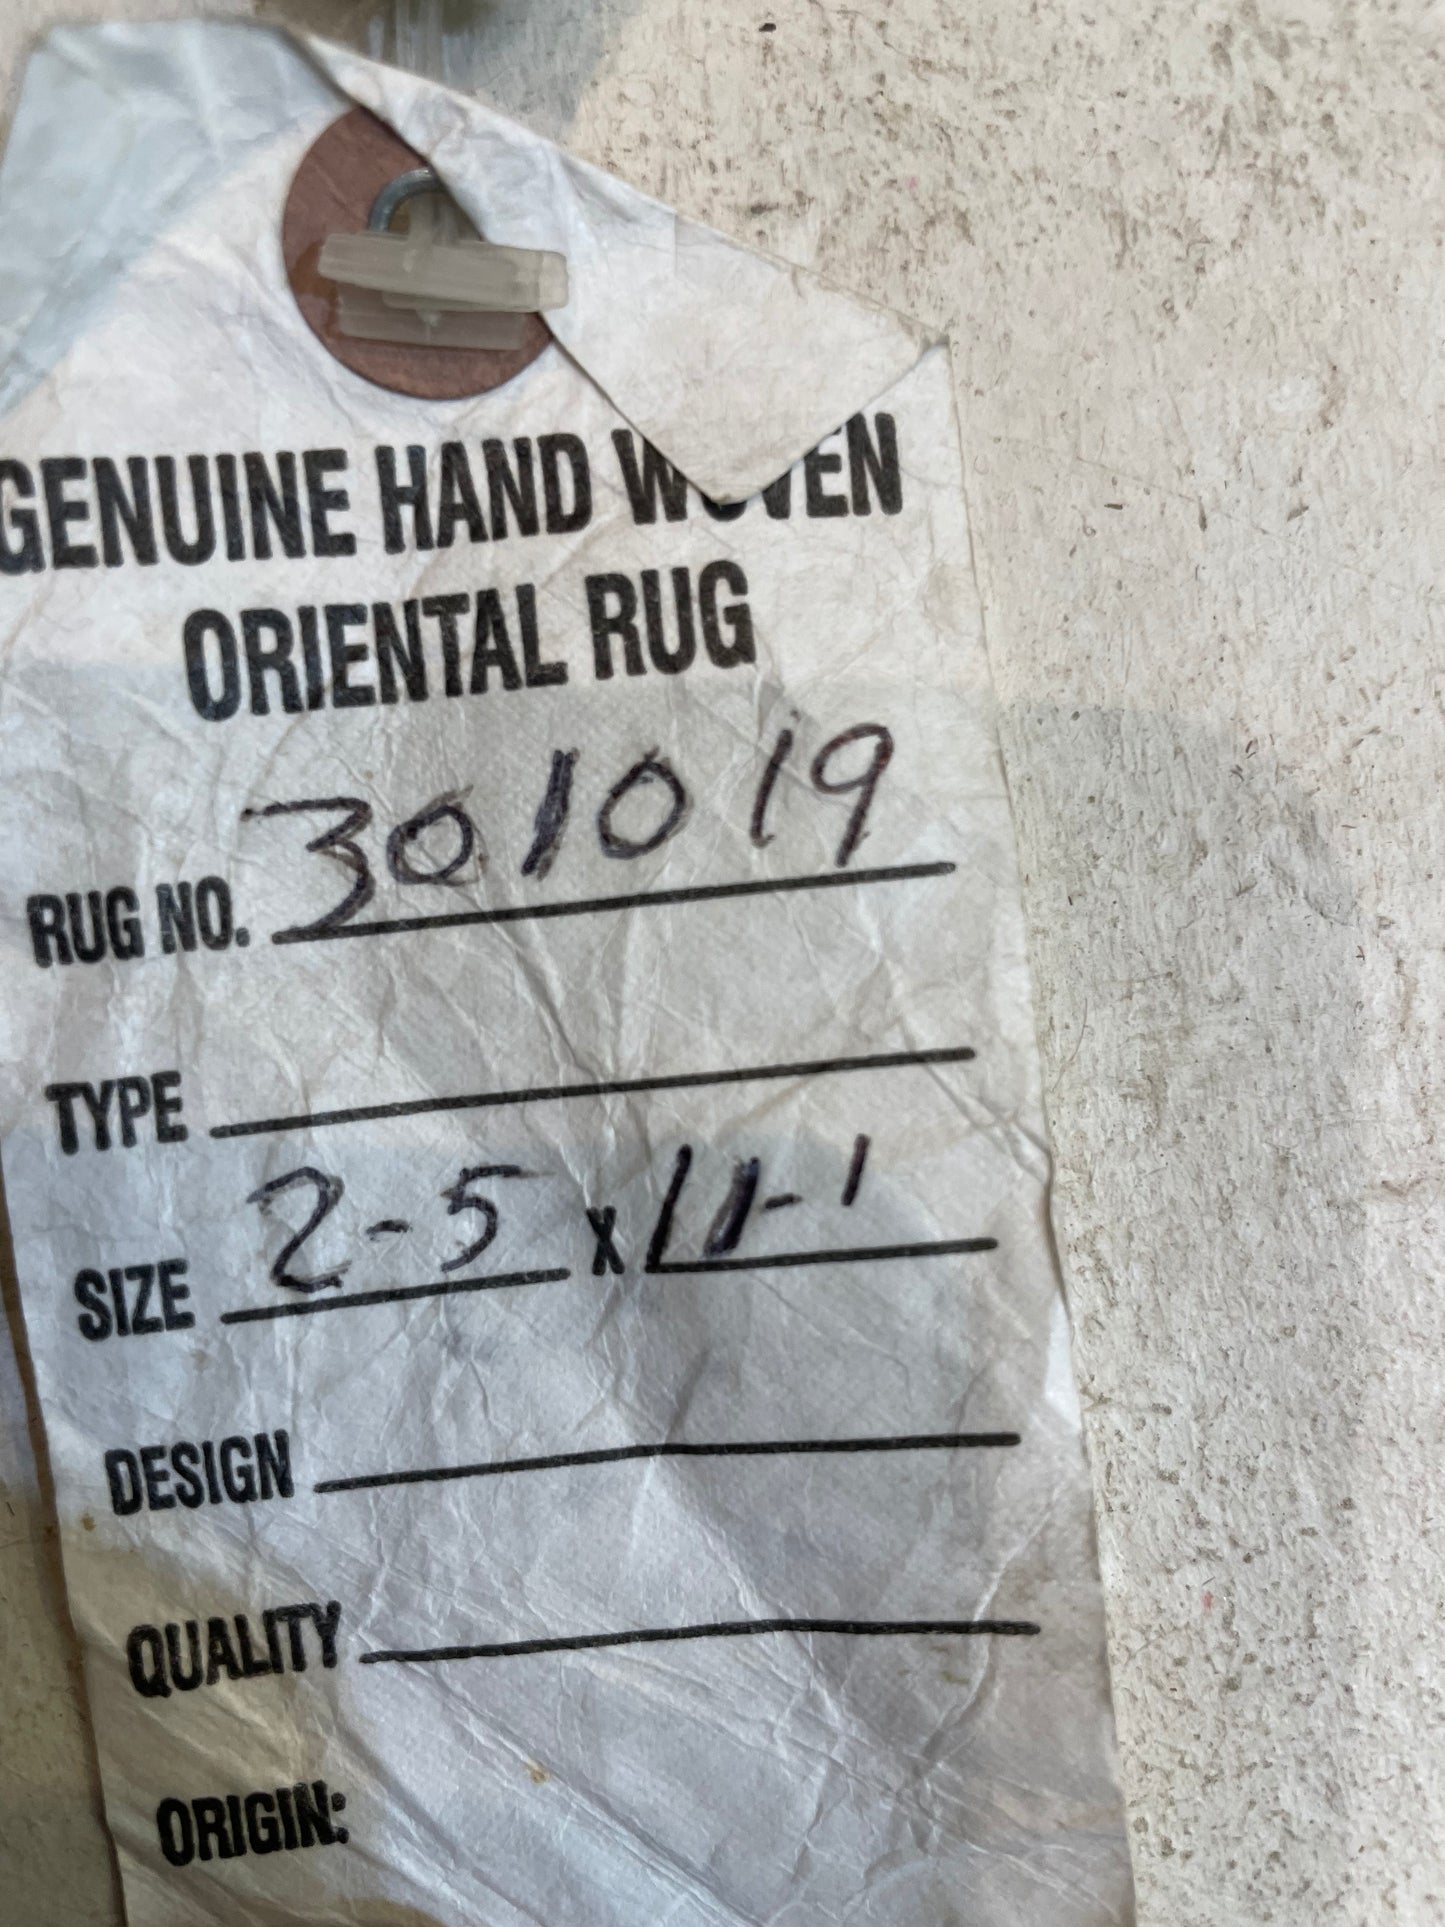 GENUINE HAND WOVEN
ORIENTAL RUG
RUG NO. 301019
TYPE
SIZE 2-5 X 11-1
DESIGN
QUALITY
ORIGIN: